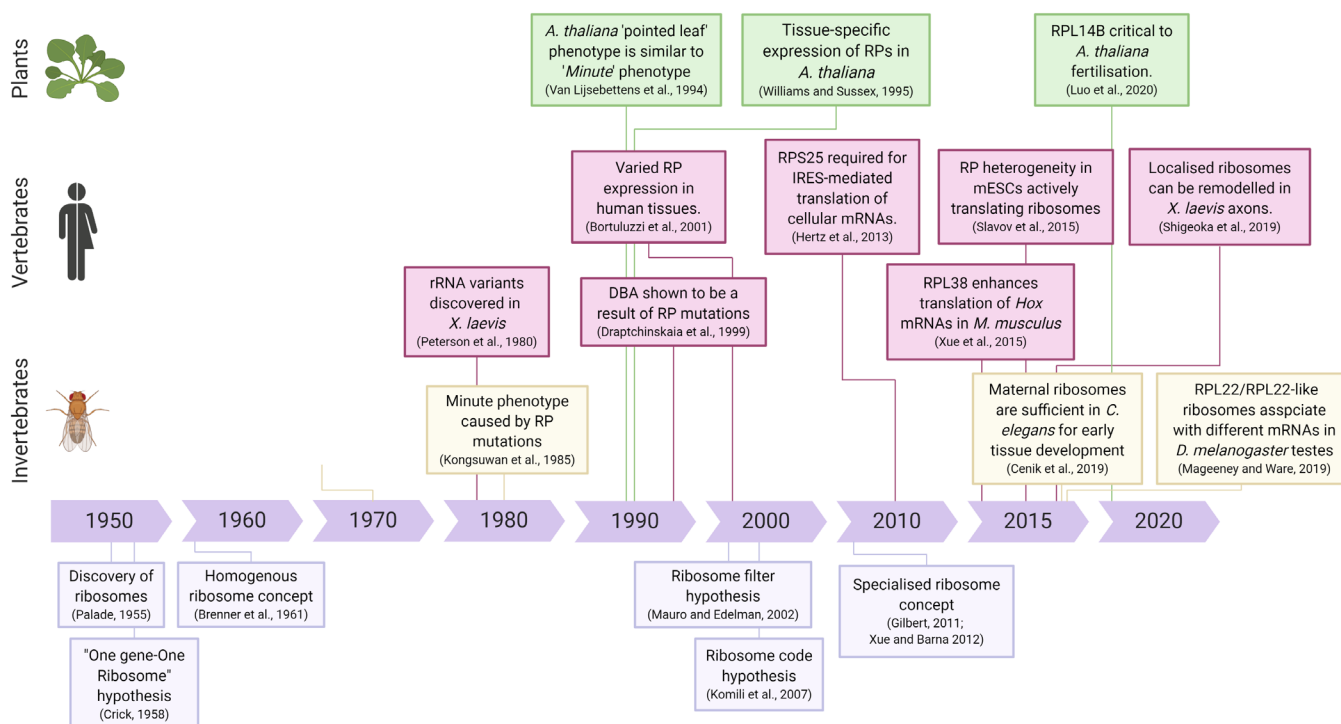 Plants
A. thaliana 'pointed leaf'
phenotype is similar to
'Minute' phenotype
(Van Lijsebettens et al., 1994)
Tissue-specific
expression of RPs in
A. thaliana
(Williams and Sussex, 1995)
RPL14B critical to
A. thaliana
fertilisation.
(Luo et al., 2020)
Vertebrates
Varied RP
expression in
human tissues.
(Bortuluzzi et al., 2001)
RPS25 required for
IRES-mediated
translation of
cellular mRNAs.
(Hertz et al., 2013)
RP heterogeneity in
mESCs actively
translating ribosomes
(Slavov et al., 2015)
Localised ribosomes
can be remodelled in
X. laevis axons.
(Shigeoka et al., 2019)
rRNA variants
discovered in
X. laevis
(Peterson et al., 1980)
DBA shown to be a
result of RP mutations
(Draptchinskaia et al., 1999)
RPL38 enhances
translation of Hox
mRNAs in M. musculus
(Xue et al., 2015)
Invertebrates
Minute phenotype
caused by RP
mutations
(Kongsuwan et al., 1985)
Maternal ribosomes
are sufficient in C.
elegans for early
tissue development
(Cenik et al., 2019)
RPL22/RPL22-like
ribosomes asspciate
with different mRNAs in
D. melanogaster testes
(Mageeney and Ware, 2019)
1950
1960
1970
1980
1990
2000
2010
2015
2020
Discovery of
ribosomes
(Palade, 1955)
"One gene-One
Ribosome"
hypothesis
(Crick, 1958)
Homogenous
ribosome concept
(Brenner et al., 1961)
Ribosome filter
hypothesis
(Mauro and Edelman, 2002)
Ribosome code
hypothesis
(Komili et al., 2007)
Specialised ribosome
concept
(Gilbert, 2011;
Xue and Barna 2012)